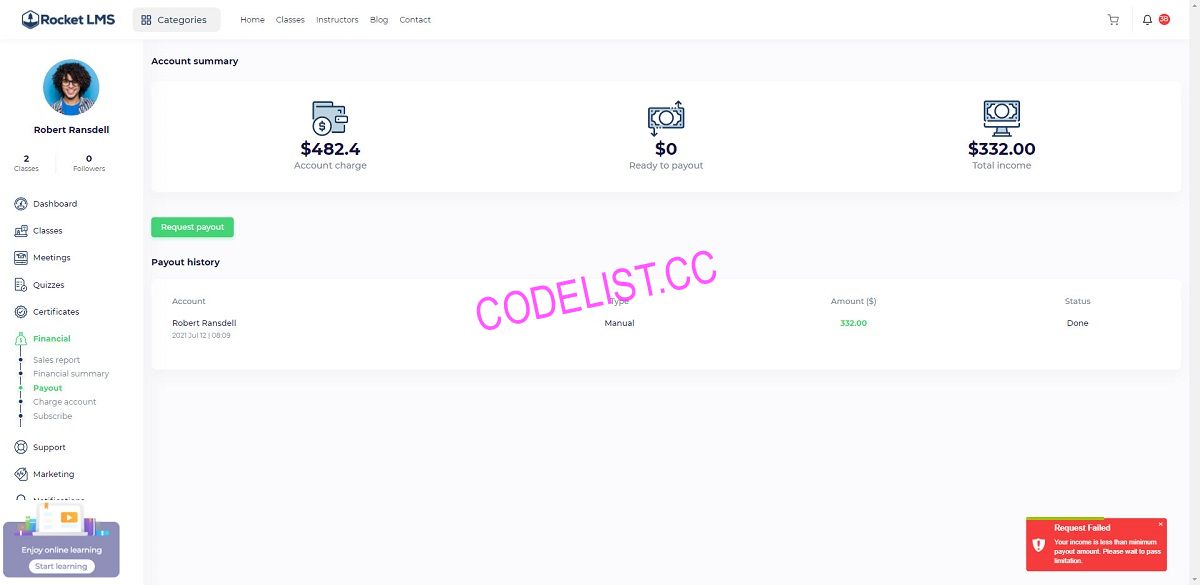 Rocket LMS
Categories
Home
Classes
Instructors
Blog
Contact
38
Robert Ransdell
2
Classes
0
Followers
Dashboard
Classes
Meetings
Quizzes
Certificates
Financial
Sales report
Financial summary
Payout
Charge account
Subscribe
Support
Marketing
Notifications
Enjoy online learning
Start learning
Account summary
$482.4
Account charge
$0
Ready to payout
$332.00
Total income
Request payout
Payout history
Account
Type
Amount ($)
Status
Robert Ransdell
2021 Jul 12 | 08:09
Manual
332.00
Done
CODELIST.CC
Request Failed
Your income is less than minimum
payout amount. Please wait to pass
limitation.